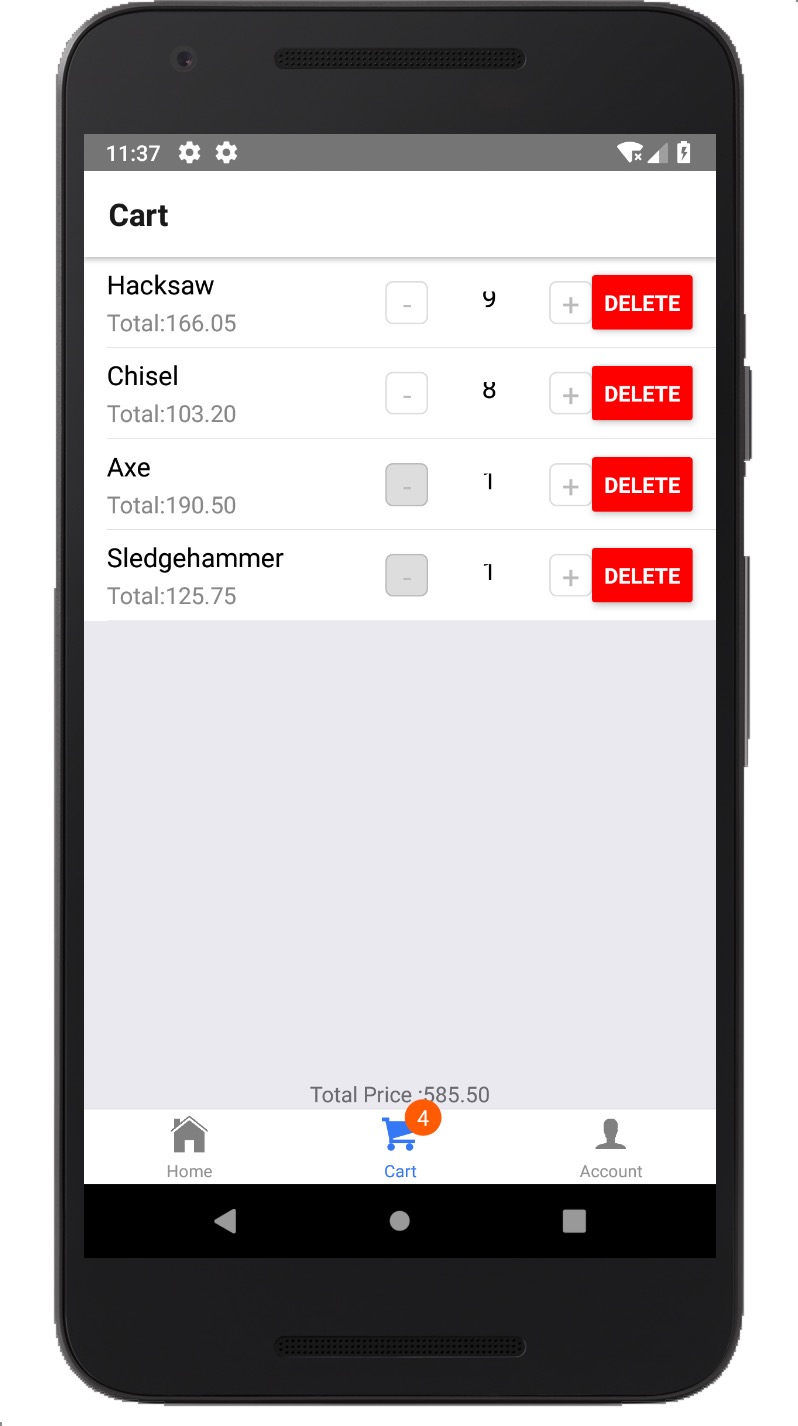 11:37
Cart
Hacksaw
Total:166.05
- 9 + DELETE
Chisel
Total:103.20
- 8 + DELETE
Axe
Total:190.50
- 1 + DELETE
Sledgehammer
Total:125.75
- 1 + DELETE
Total Price :585.50
4
Home Cart Account